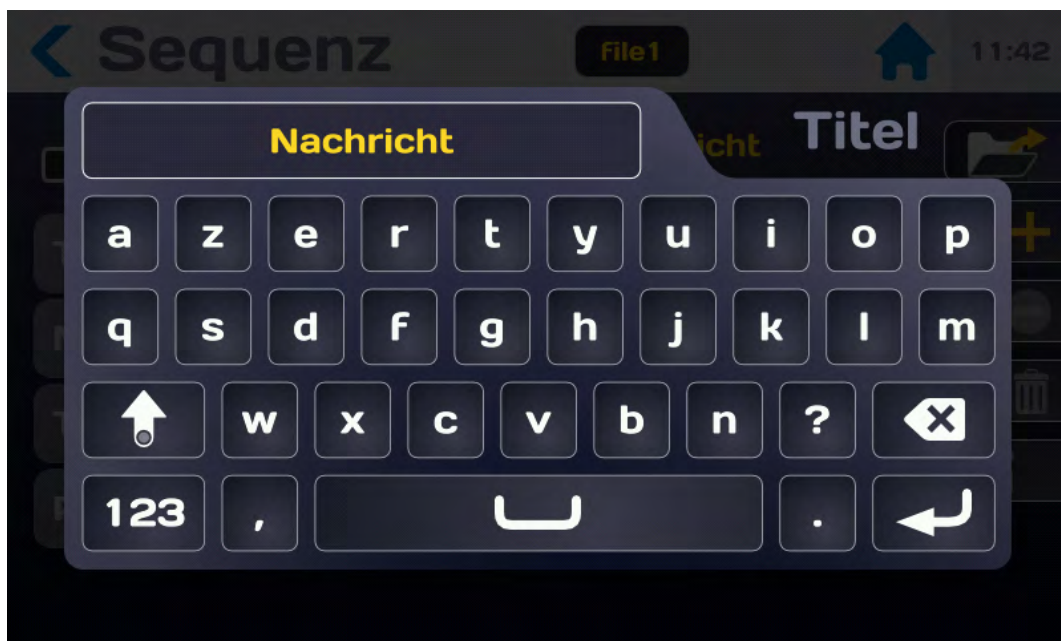 Sequenz File1 11:42
Nachricht icht Titel
a z e r t y u i o p
q s d f g h j k l m
w x c v b n ?
123 , .